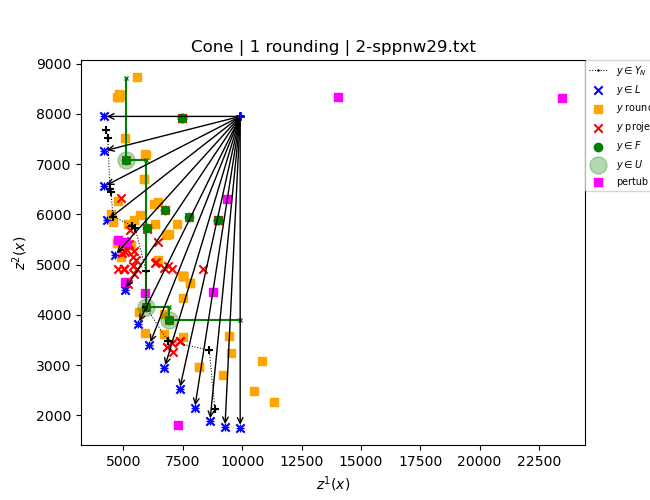 Cone | 1 rounding | 2-sppnw29.txt
9000
8000
7000
6000
5000
4000
3000
2000
z²(x)
5000
7500
10000
12500
15000
17500
20000
22500
z¹(x)
y ∈ Y_N
y ∈ L
y roun
y proje
y ∈ F
y ∈ U
pertub